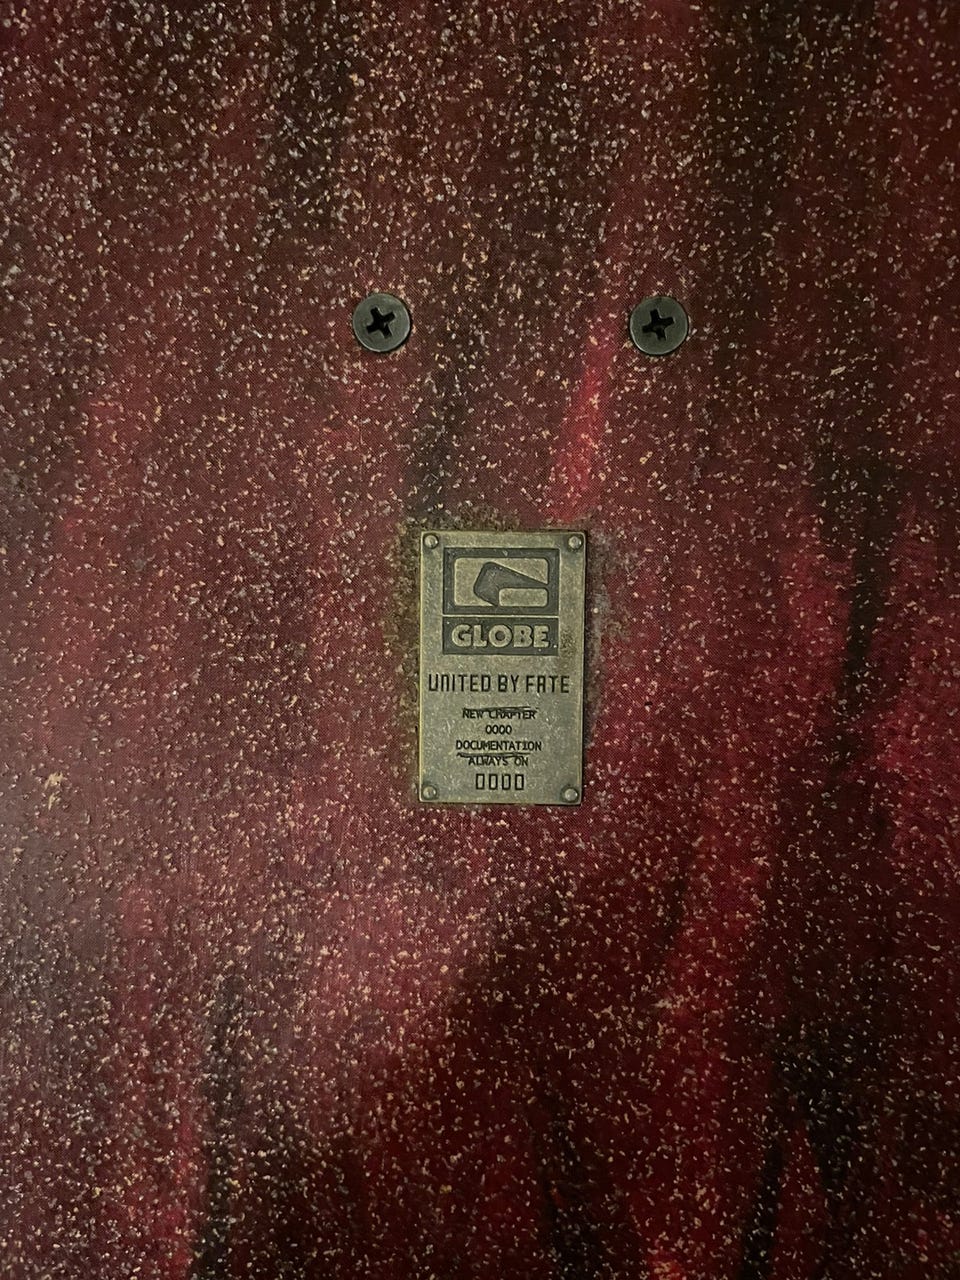 GLOBE
UNITED BY FATE
NEW CHAPTER
0000
DOCUMENTATION
ALWAYS ON
0000